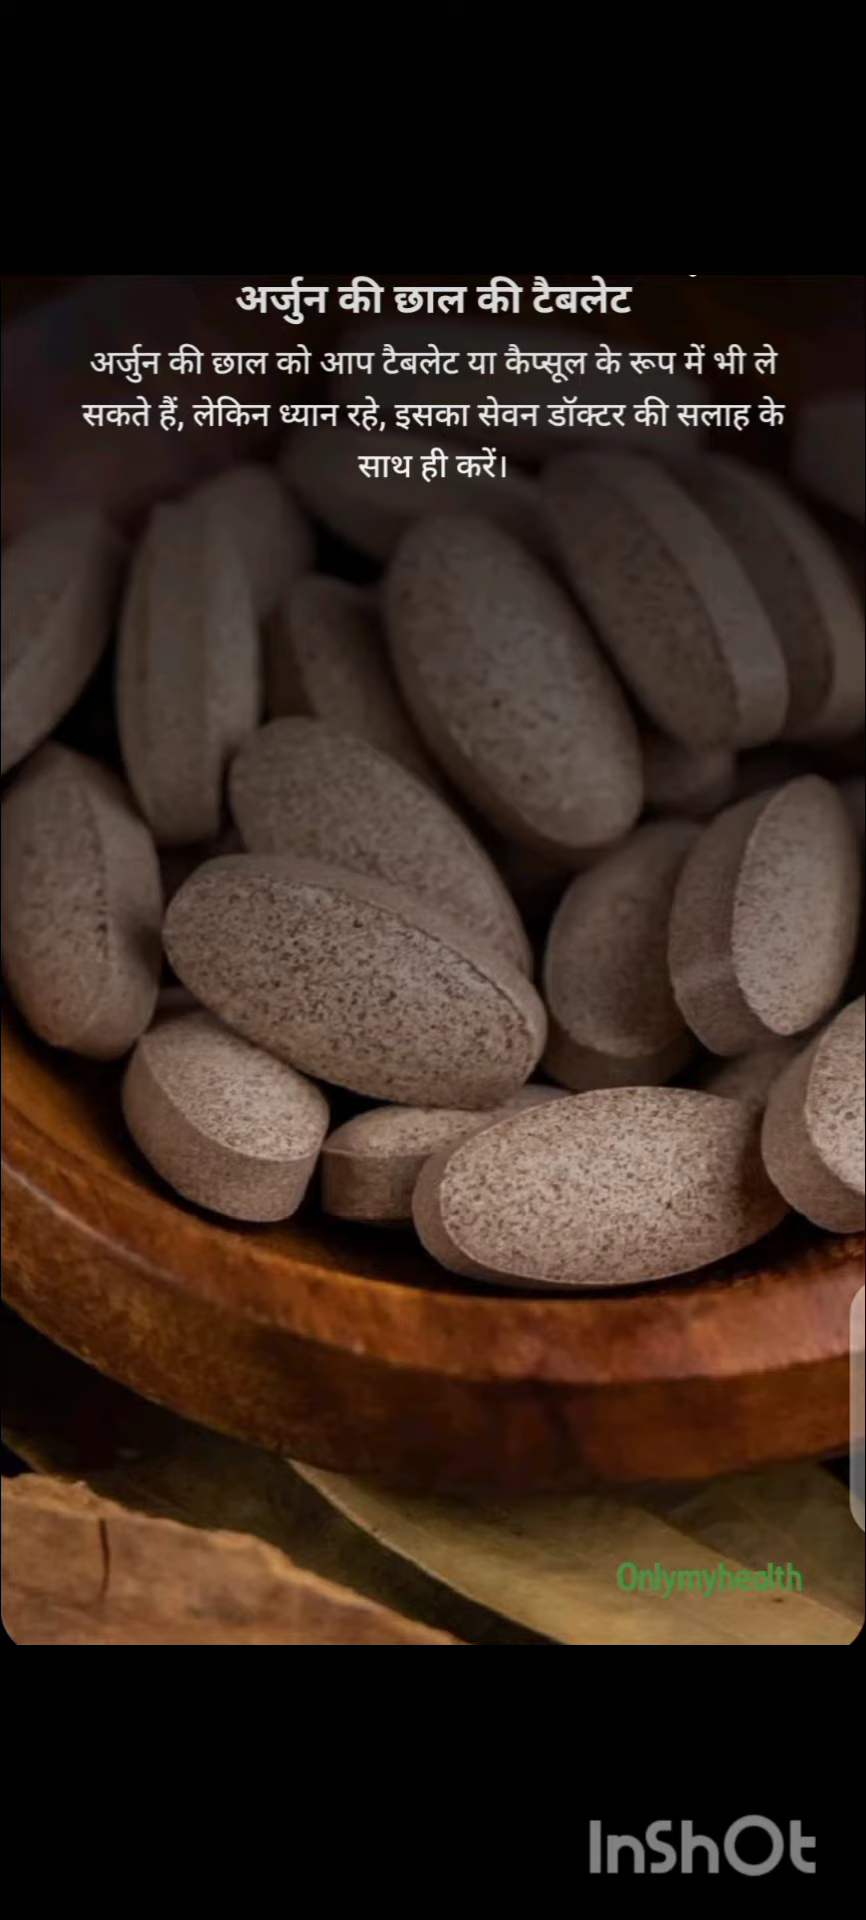 अर्जुन की छाल की टैबलेट
अर्जुन की छाल को आप टैबलेट या कैप्सूल के रूप में भी ले
सकते हैं, लेकिन ध्यान रहे, इसका सेवन डॉक्टर की सलाह के
साथ ही करें।
Onlymyhealth
InShOt